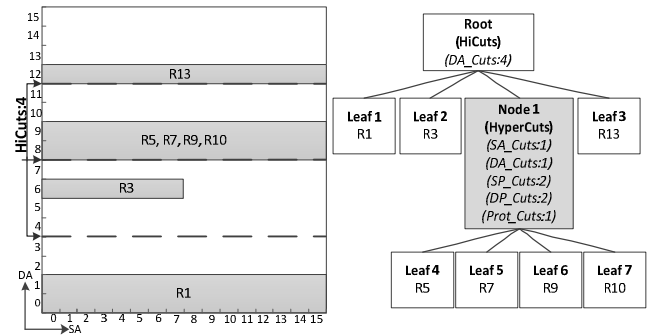 15
14
13
12
11
10
9
8
7
6
5
4
3
2
1
0
HiCuts:4
R13
R5, R7, R9, R10
R3
R1
DA
0 1 2 3 4 5 6 7 8 9 10 11 12 13 14 15
SA
Root
(HiCuts)
(DA_Cuts:4)
Leaf 1
R1
Leaf 2
R3
Node 1
(HyperCuts)
(SA_Cuts:1)
(DA_Cuts:1)
(SP_Cuts:2)
(DP_Cuts:2)
(Prot_Cuts:1)
Leaf 3
R13
Leaf 4
R5
Leaf 5
R7
Leaf 6
R9
Leaf 7
R10